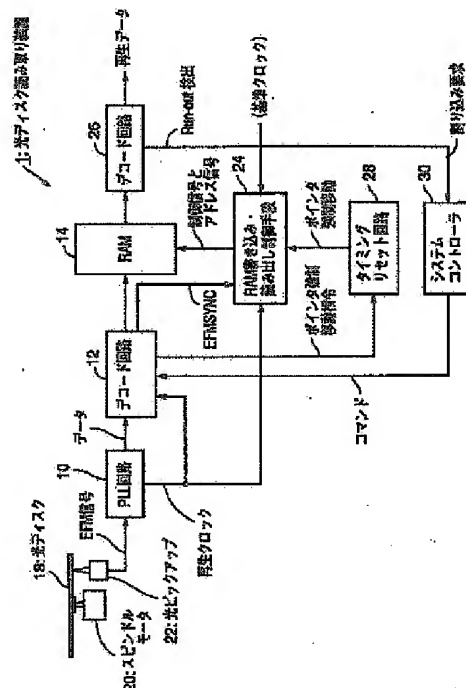 1:光ディスク読み取り装置
18:光ディスク
20:スピンドル
モータ
22:光ピックアップ
EFM信号
10
PLL回路
データ
再生クロック
12
デコード回路
EFMSYNC
コマンド
ポインタ強制
移動指令
14
RAM
制御信号と
アドレス信号
24
RAM書き込み・
読み出し制御手段
(基準クロック)
ポインタ
強制移動
28
タイミング
リセット回路
26
デコード回路
再生データ
Run-out検出
30
システム
コントローラ
割り込み要求